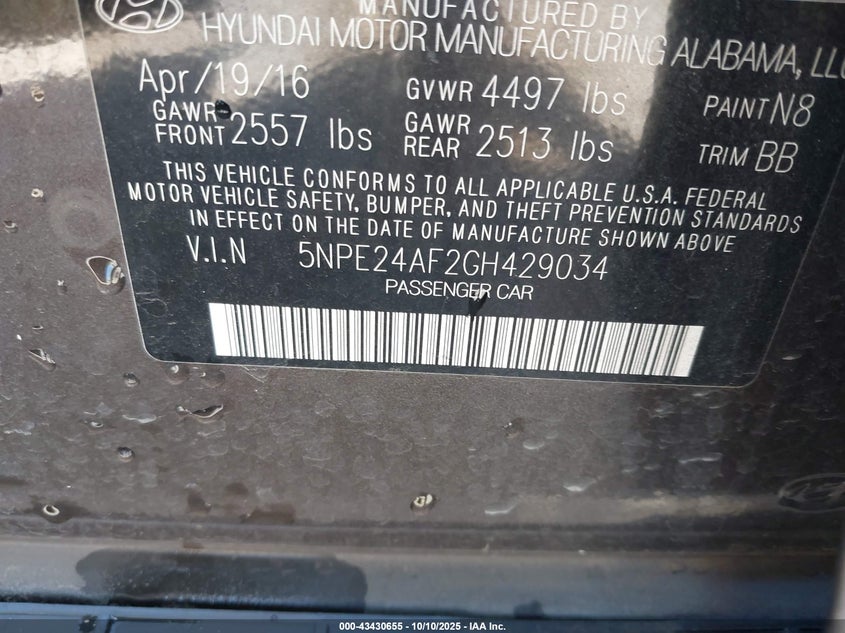 MANUFACTURED BY
HYUNDAI MOTOR MANUFACTURING ALABAMA, LLC
Apr/19/16 GVWR 4497 lbs PAINT N8
GAWR FRONT 2557 lbs GAWR REAR 2513 lbs TRIM BB
THIS VEHICLE CONFORMS TO ALL APPLICABLE U.S.A. FEDERAL
MOTOR VEHICLE SAFETY, BUMPER, AND THEFT PREVENTION STANDARDS
IN EFFECT ON THE DATE OF MANUFACTURE SHOWN ABOVE
V.I.N 5NPE24AF2GH429034
PASSENGER CAR
000-43430655 - 10/10/2025 - IAA Inc.